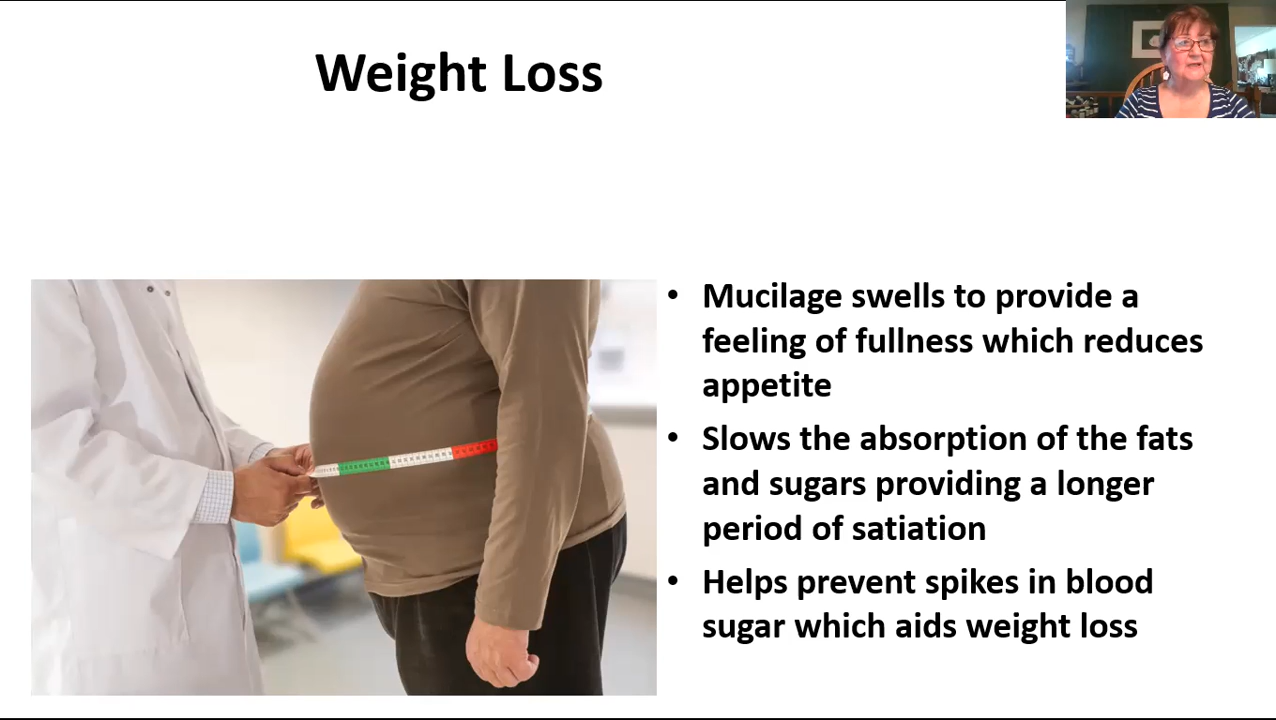 Weight Loss
• Mucilage swells to provide a
feeling of fullness which reduces
appetite
• Slows the absorption of the fats
and sugars providing a longer
period of satiation
• Helps prevent spikes in blood
sugar which aids weight loss